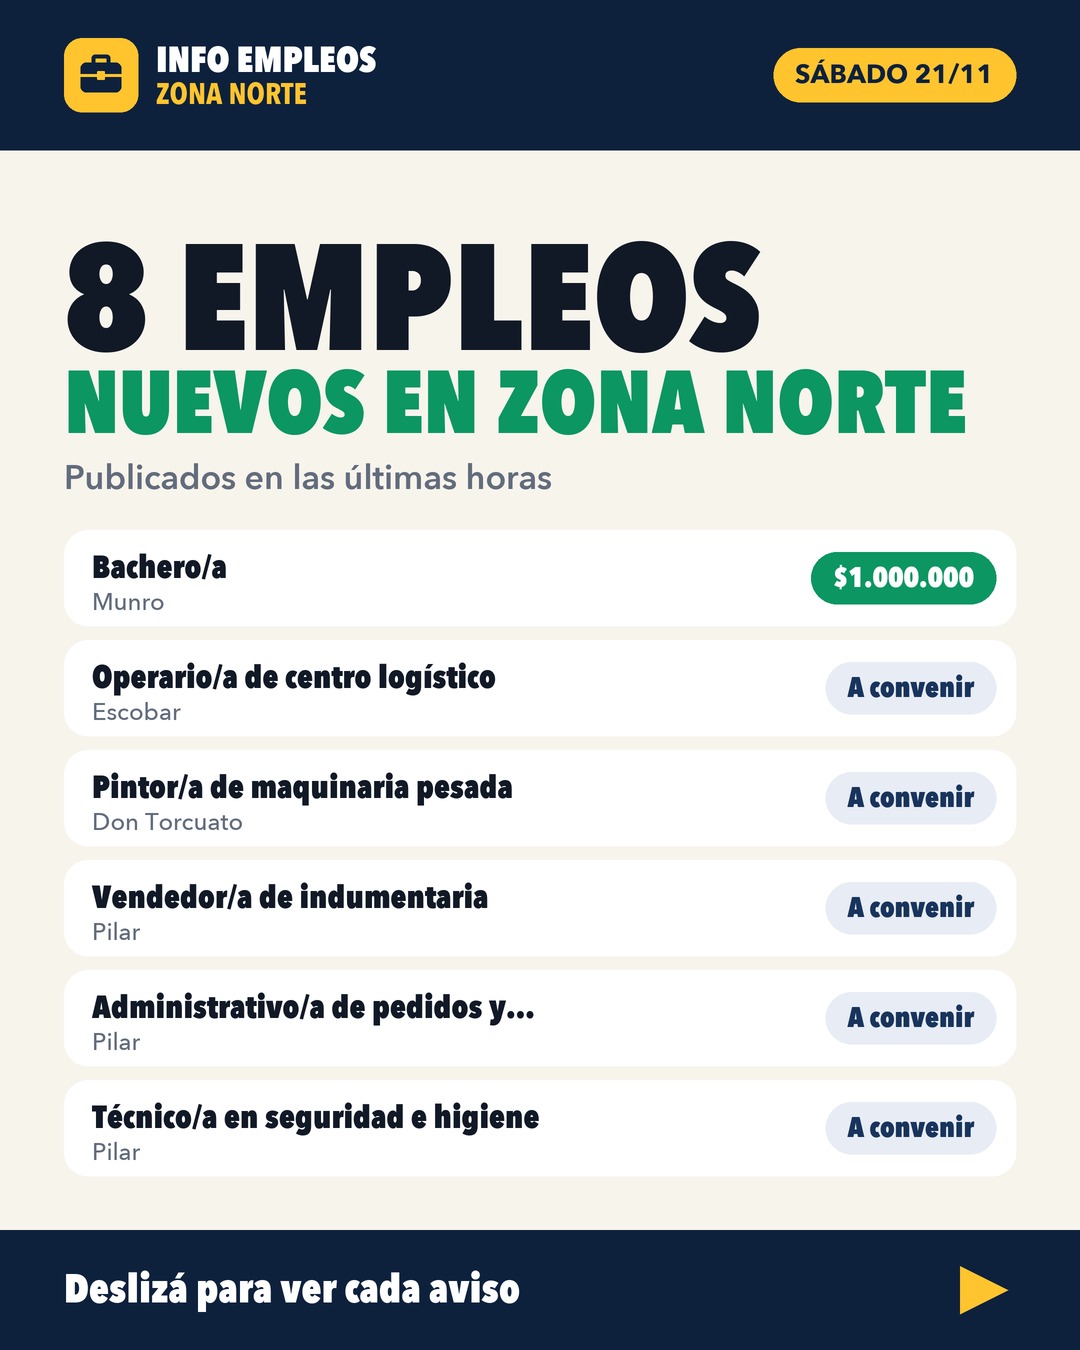 INFO EMPLEOS
ZONA NORTE
SÁBADO 21/11
8 EMPLEOS
NUEVOS EN ZONA NORTE
Publicados en las últimas horas
Bachero/a
Munro
$1.000.000
Operario/a de centro logístico
Escobar
A convenir
Pintor/a de maquinaria pesada
Don Torcuato
A convenir
Vendedor/a de indumentaria
Pilar
A convenir
Administrativo/a de pedidos y...
Pilar
A convenir
Técnico/a en seguridad e higiene
Pilar
A convenir
Deslizá para ver cada aviso